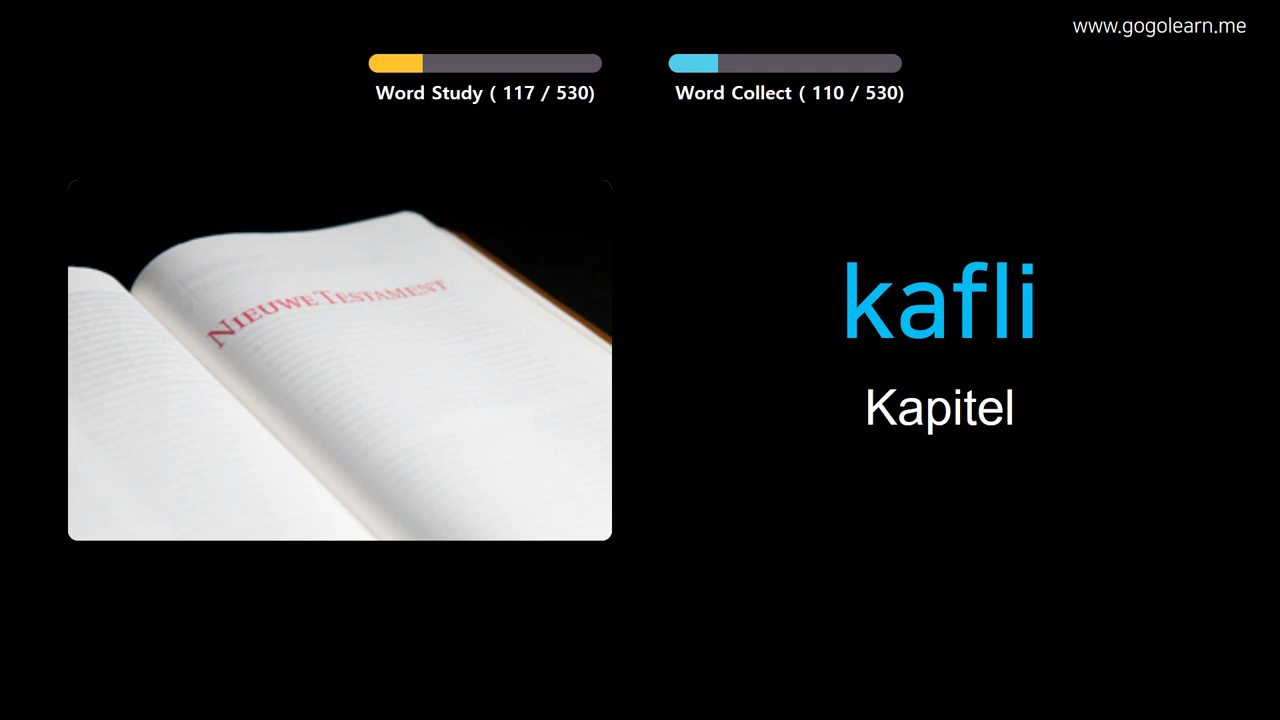 www.gogolearn.me
Word Study ( 117 / 530)
Word Collect ( 110 / 530)
NIEUWE TESTAMENT
kafli
Kapitel